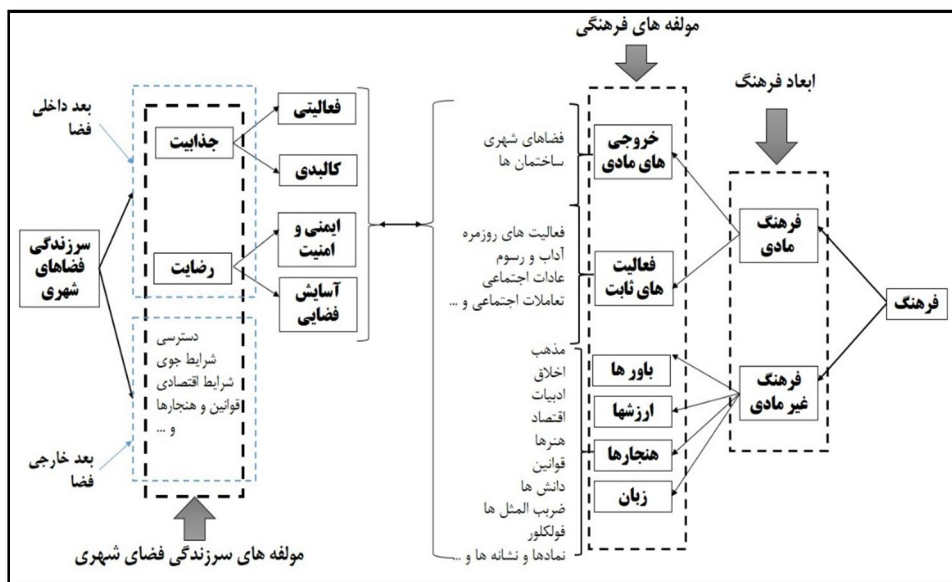 مولفه های فرهنگی
ابعاد فرهنگ
فرهنگ
فرهنگ
مادی
فرهنگ
غیر مادی
خروجی
های مادی
فعالیت
های ثابت
باور ها
ارزشها
هنجارها
زبان
فضاهای شهری
ساختمان ها
فعالیت های روزمره
آداب و رسوم
عادات اجتماعی
تعاملات اجتماعی و ...
مذهب
اخلاق
ادبیات
اقتصاد
هنرها
قوانین
دانش ها
ضرب المثل ها
فولکلور
نمادها و نشانه ها و ...
فعالیتی
کالبدی
ایمنی و
امنیت
آسایش
فضایی
جذابیت
رضایت
دسترسی
شرایط جوی
شرایط اقتصادی
قوانین و هنجارها
و ...
بعد داخلی
فضا
سرزندگی
فضاهای
شهری
بعد خارجی
فضا
مولفه های سرزندگی فضای شهری